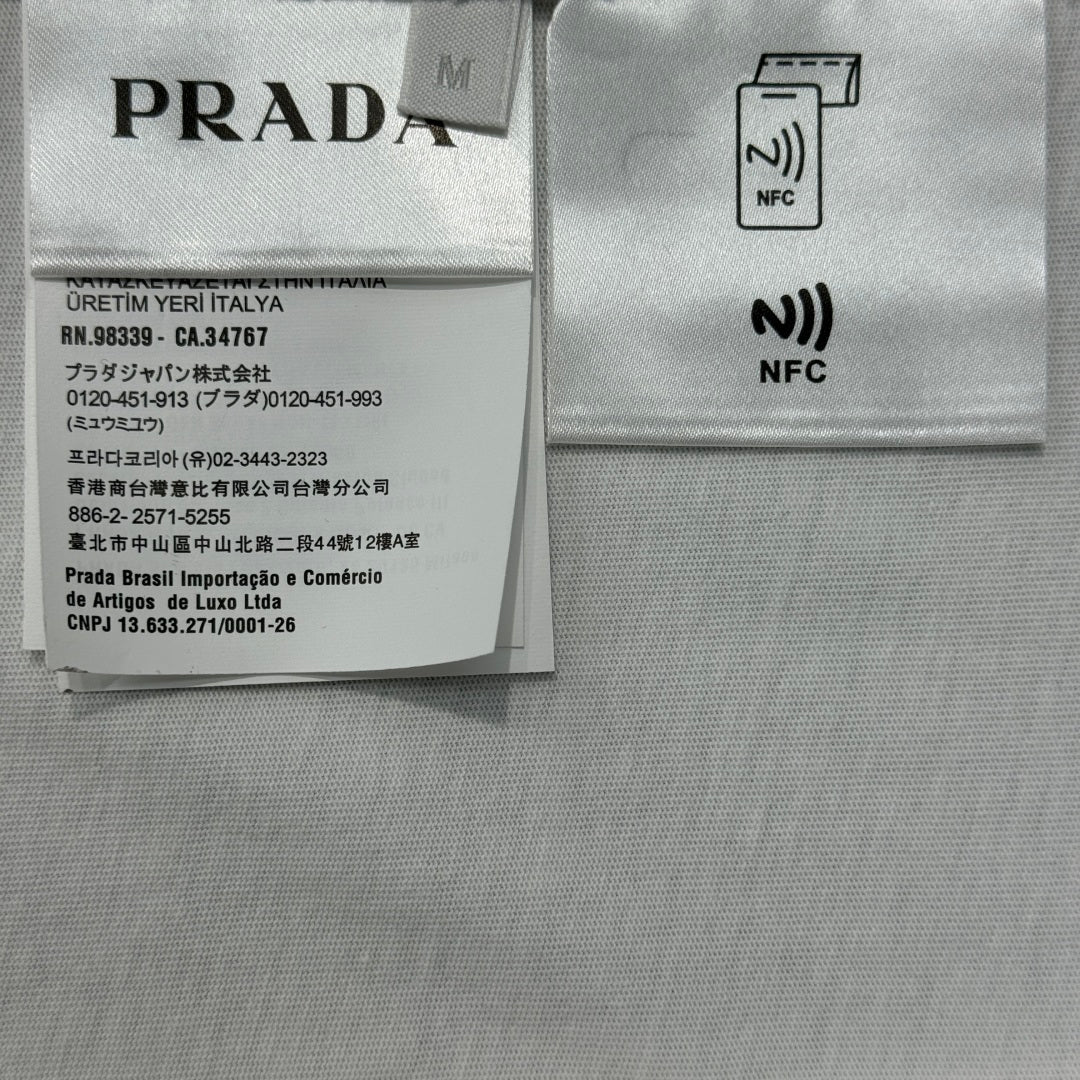 M
PRADA
ΚΑΤΑΣΚΕΥΑΖΕΤΑΙ ΣΤΗΝ ΙΤΑΛΙΑ
ÜRETİM YERİ İTALYA
RN.98339 - CA.34767
プラダジャパン株式会社
0120-451-913 (プラダ)0120-451-993
(ミュウミュウ)
프라다코리아(유)02-3443-2323
香港商台灣意比有限公司台灣分公司
886-2-2571-5255
臺北市中山區中山北路二段44號12樓A室
Prada Brasil Importação e Comércio
de Artigos de Luxo Ltda
CNPJ 13.633.271/0001-26
NFC
NFC